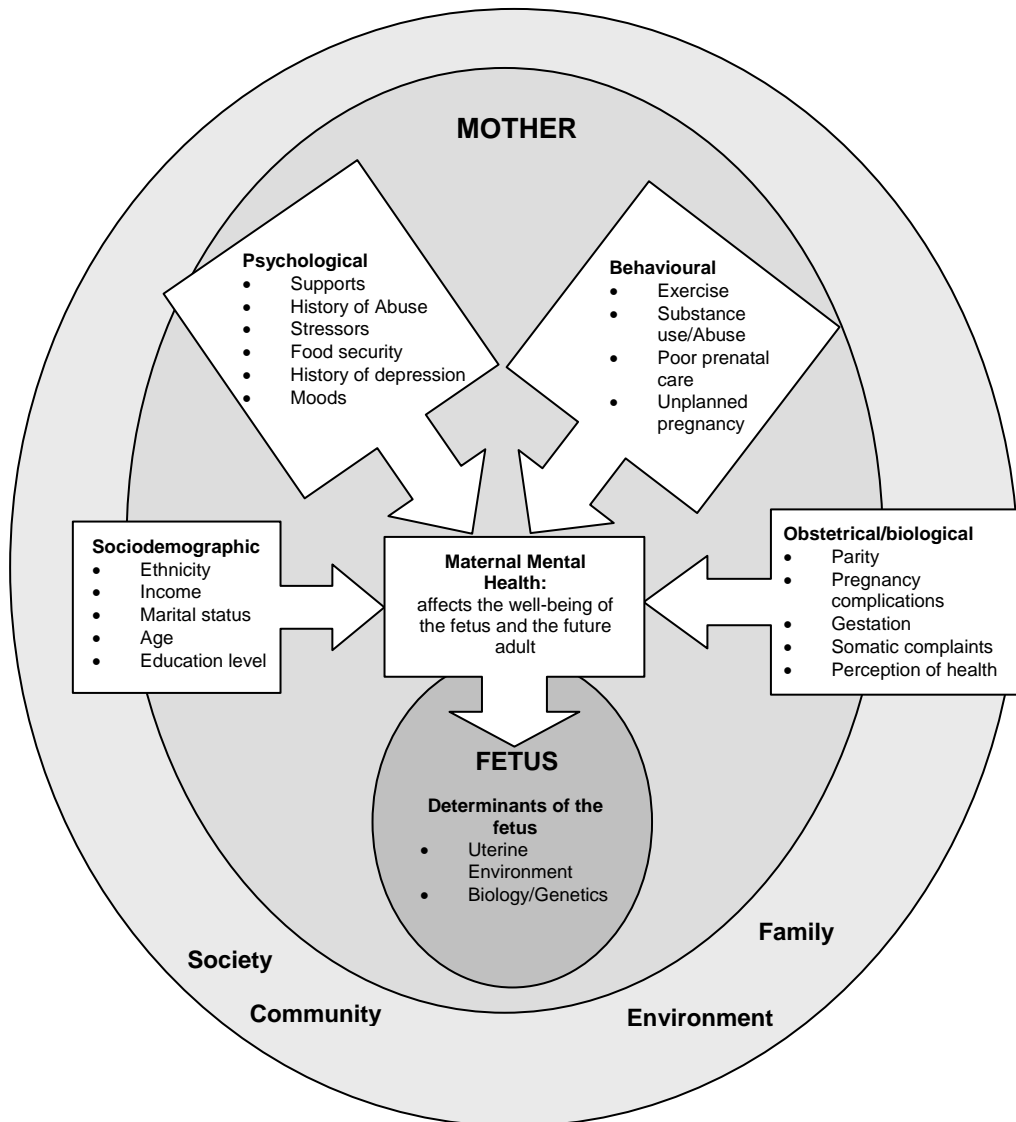 MOTHER
Psychological
• Supports
• History of Abuse
• Stressors
• Food security
• History of depression
• Moods
Behavioural
• Exercise
• Substance
use/Abuse
• Poor prenatal
care
• Unplanned
pregnancy
Sociodemographic
• Ethnicity
• Income
• Marital status
• Age
• Education level
Maternal Mental
Health:
affects the well-being of
the fetus and the future
adult
Obstetrical/biological
• Parity
• Pregnancy
complications
• Gestation
• Somatic complaints
• Perception of health
FETUS
Determinants of the
fetus
• Uterine
Environment
• Biology/Genetics
Family
Society
Community
Environment